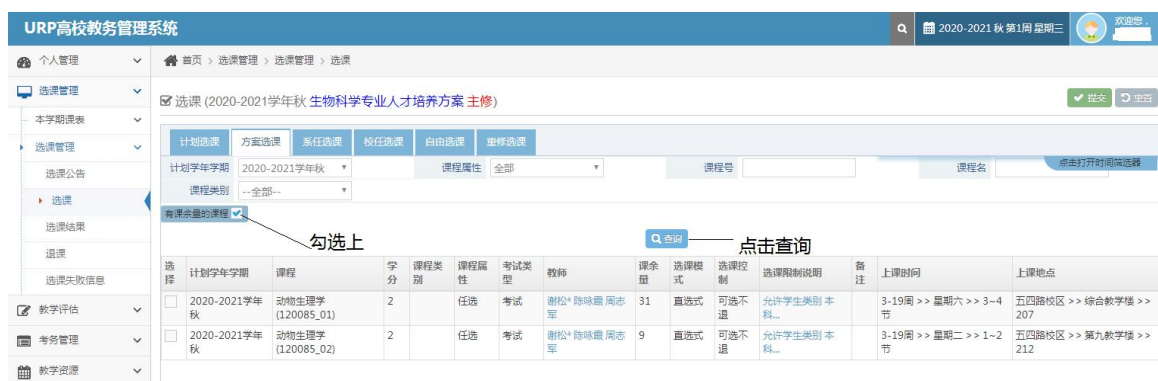 URP高校教务管理系统
2020-2021 秋 第1周 星期三
欢迎您，
个人管理
首页 > 选课管理 > 选课管理 > 选课
选课管理
选课 (2020-2021学年秋 生物科学专业人才培养方案 主修)
提交
重置
本学期课表
选课管理
计划选课 方案选课 系任选课 校任选课 自由选课 重修选课
选课公告
计划学年学期 2020-2021学年秋 课程属性 全部 课程号 课程名
点击打开时间筛选器
选课
课程类别 --全部--
有课余量的课程
选课结果
勾选上
查询
点击查询
退课
选课失败信息
选择 计划学年学期 课程 学分 课程类别 课程属性 考试类型 教师 课余量 选课模式 选课控制 选课限制说明 备注 上课时间 上课地点
教学评估
2020-2021学年秋 动物生理学 (120085_01) 2 任选 考试 谢松* 陈咏霞 周志军 31 直选式 可选不退 允许学生类别 本科... 3-19周 >> 星期六 >> 3~4节 五四路校区 >> 综合教学楼 >> 207
考务管理
2020-2021学年秋 动物生理学 (120085_02) 2 任选 考试 谢松* 陈咏霞 周志军 9 直选式 可选不退 允许学生类别 本科... 3-19周 >> 星期二 >> 1~2节 五四路校区 >> 第九教学楼 >> 212
教学资源